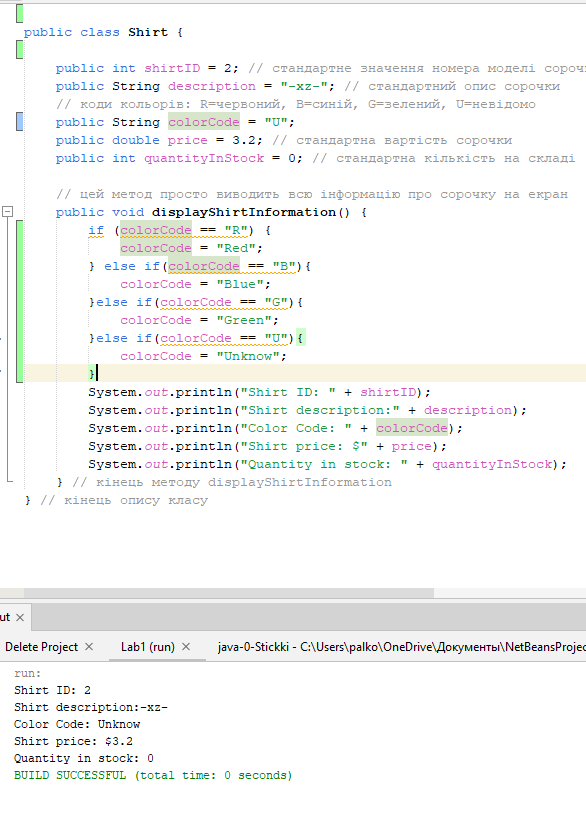 public class Shirt {
public int shirtID = 2; // стандартне значення номера моделі
public String description = "-xz-"; // стандартний опис сорочки
// коди кольорів: R=червоний, B=синій, G=зелений, U=невідомо
public String colorCode = "U";
public double price = 3.2; // стандартна вартість сорочки
public int quantityInStock = 0; // стандартна кількість на складі
// цей метод просто виводить всю інформацію про сорочку на екран
public void displayShirtInformation() {
if (colorCode == "R") {
colorCode = "Red";
} else if(colorCode == "B"){
colorCode = "Blue";
}else if(colorCode == "G"){
colorCode = "Green";
}else if(colorCode == "U"){
colorCode = "Unknow";
}
System.out.println("Shirt ID: " + shirtID);
System.out.println("Shirt description:" + description);
System.out.println("Color Code: " + colorCode);
System.out.println("Shirt price: $" + price);
System.out.println("Quantity in stock: " + quantityInStock);
} // кінець методу displayShirtInformation
} // кінець опису класу
ut
Delete Project Lab1 (run) java-0-Stickki - C:\Users\palko\OneDrive\Документы\NetBeansProjec
run:
Shirt ID: 2
Shirt description:-xz-
Color Code: Unknow
Shirt price: $3.2
Quantity in stock: 0
BUILD SUCCESSFUL (total time: 0 seconds)